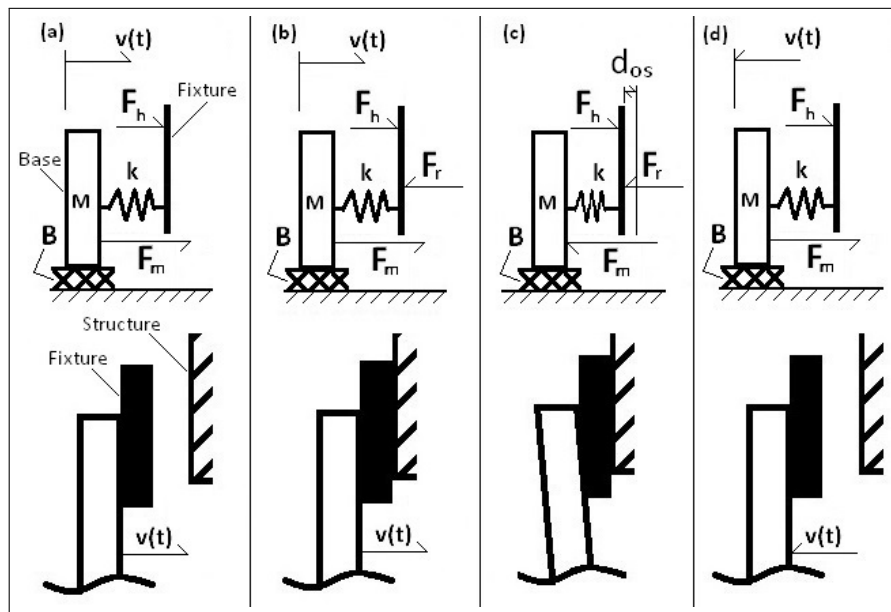 (a)
v(t)
Fixture
F_h
Base
k
M
B
F_m
Structure
Fixture
v(t)
(b)
v(t)
F_h
k
F_r
M
B
F_m
v(t)
(c)
d_os
F_h
k
F_r
M
B
F_m
(d)
v(t)
F_h
k
M
B
F_m
v(t)